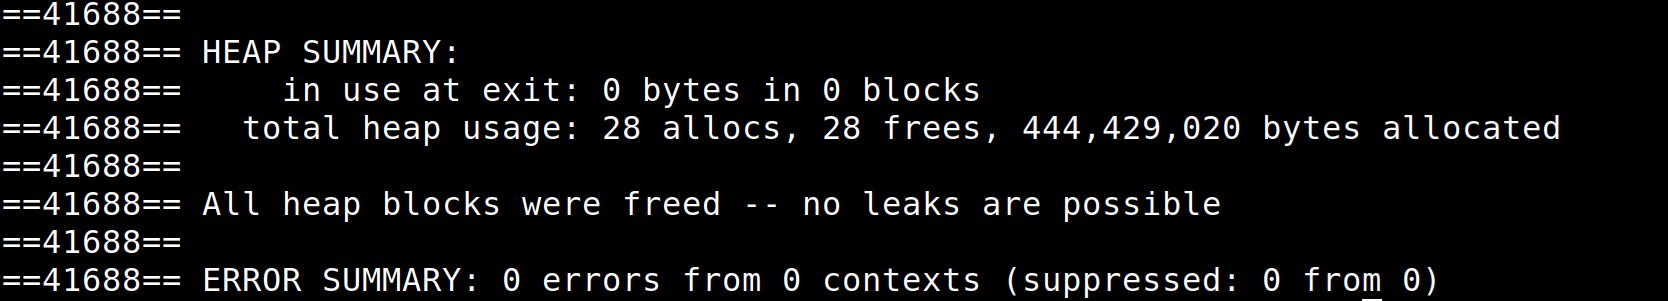 ==41688==
==41688== HEAP SUMMARY:
==41688==     in use at exit: 0 bytes in 0 blocks
==41688==   total heap usage: 28 allocs, 28 frees, 444,429,020 bytes allocated
==41688==
==41688== All heap blocks were freed -- no leaks are possible
==41688==
==41688== ERROR SUMMARY: 0 errors from 0 contexts (suppressed: 0 from 0)